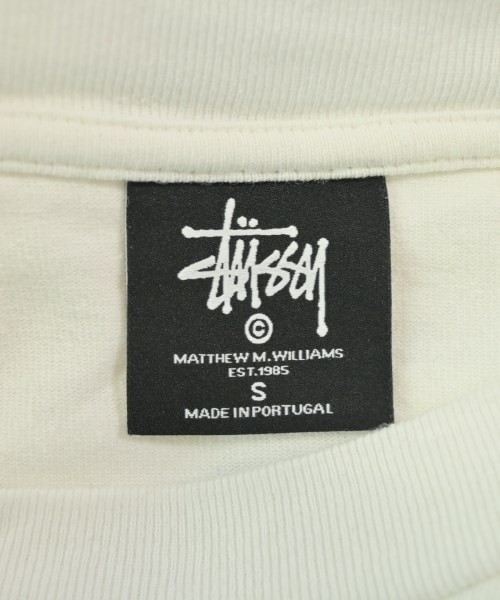 Stüssy
©
MATTHEW M. WILLIAMS
EST. 1985
S
MADE IN PORTUGAL